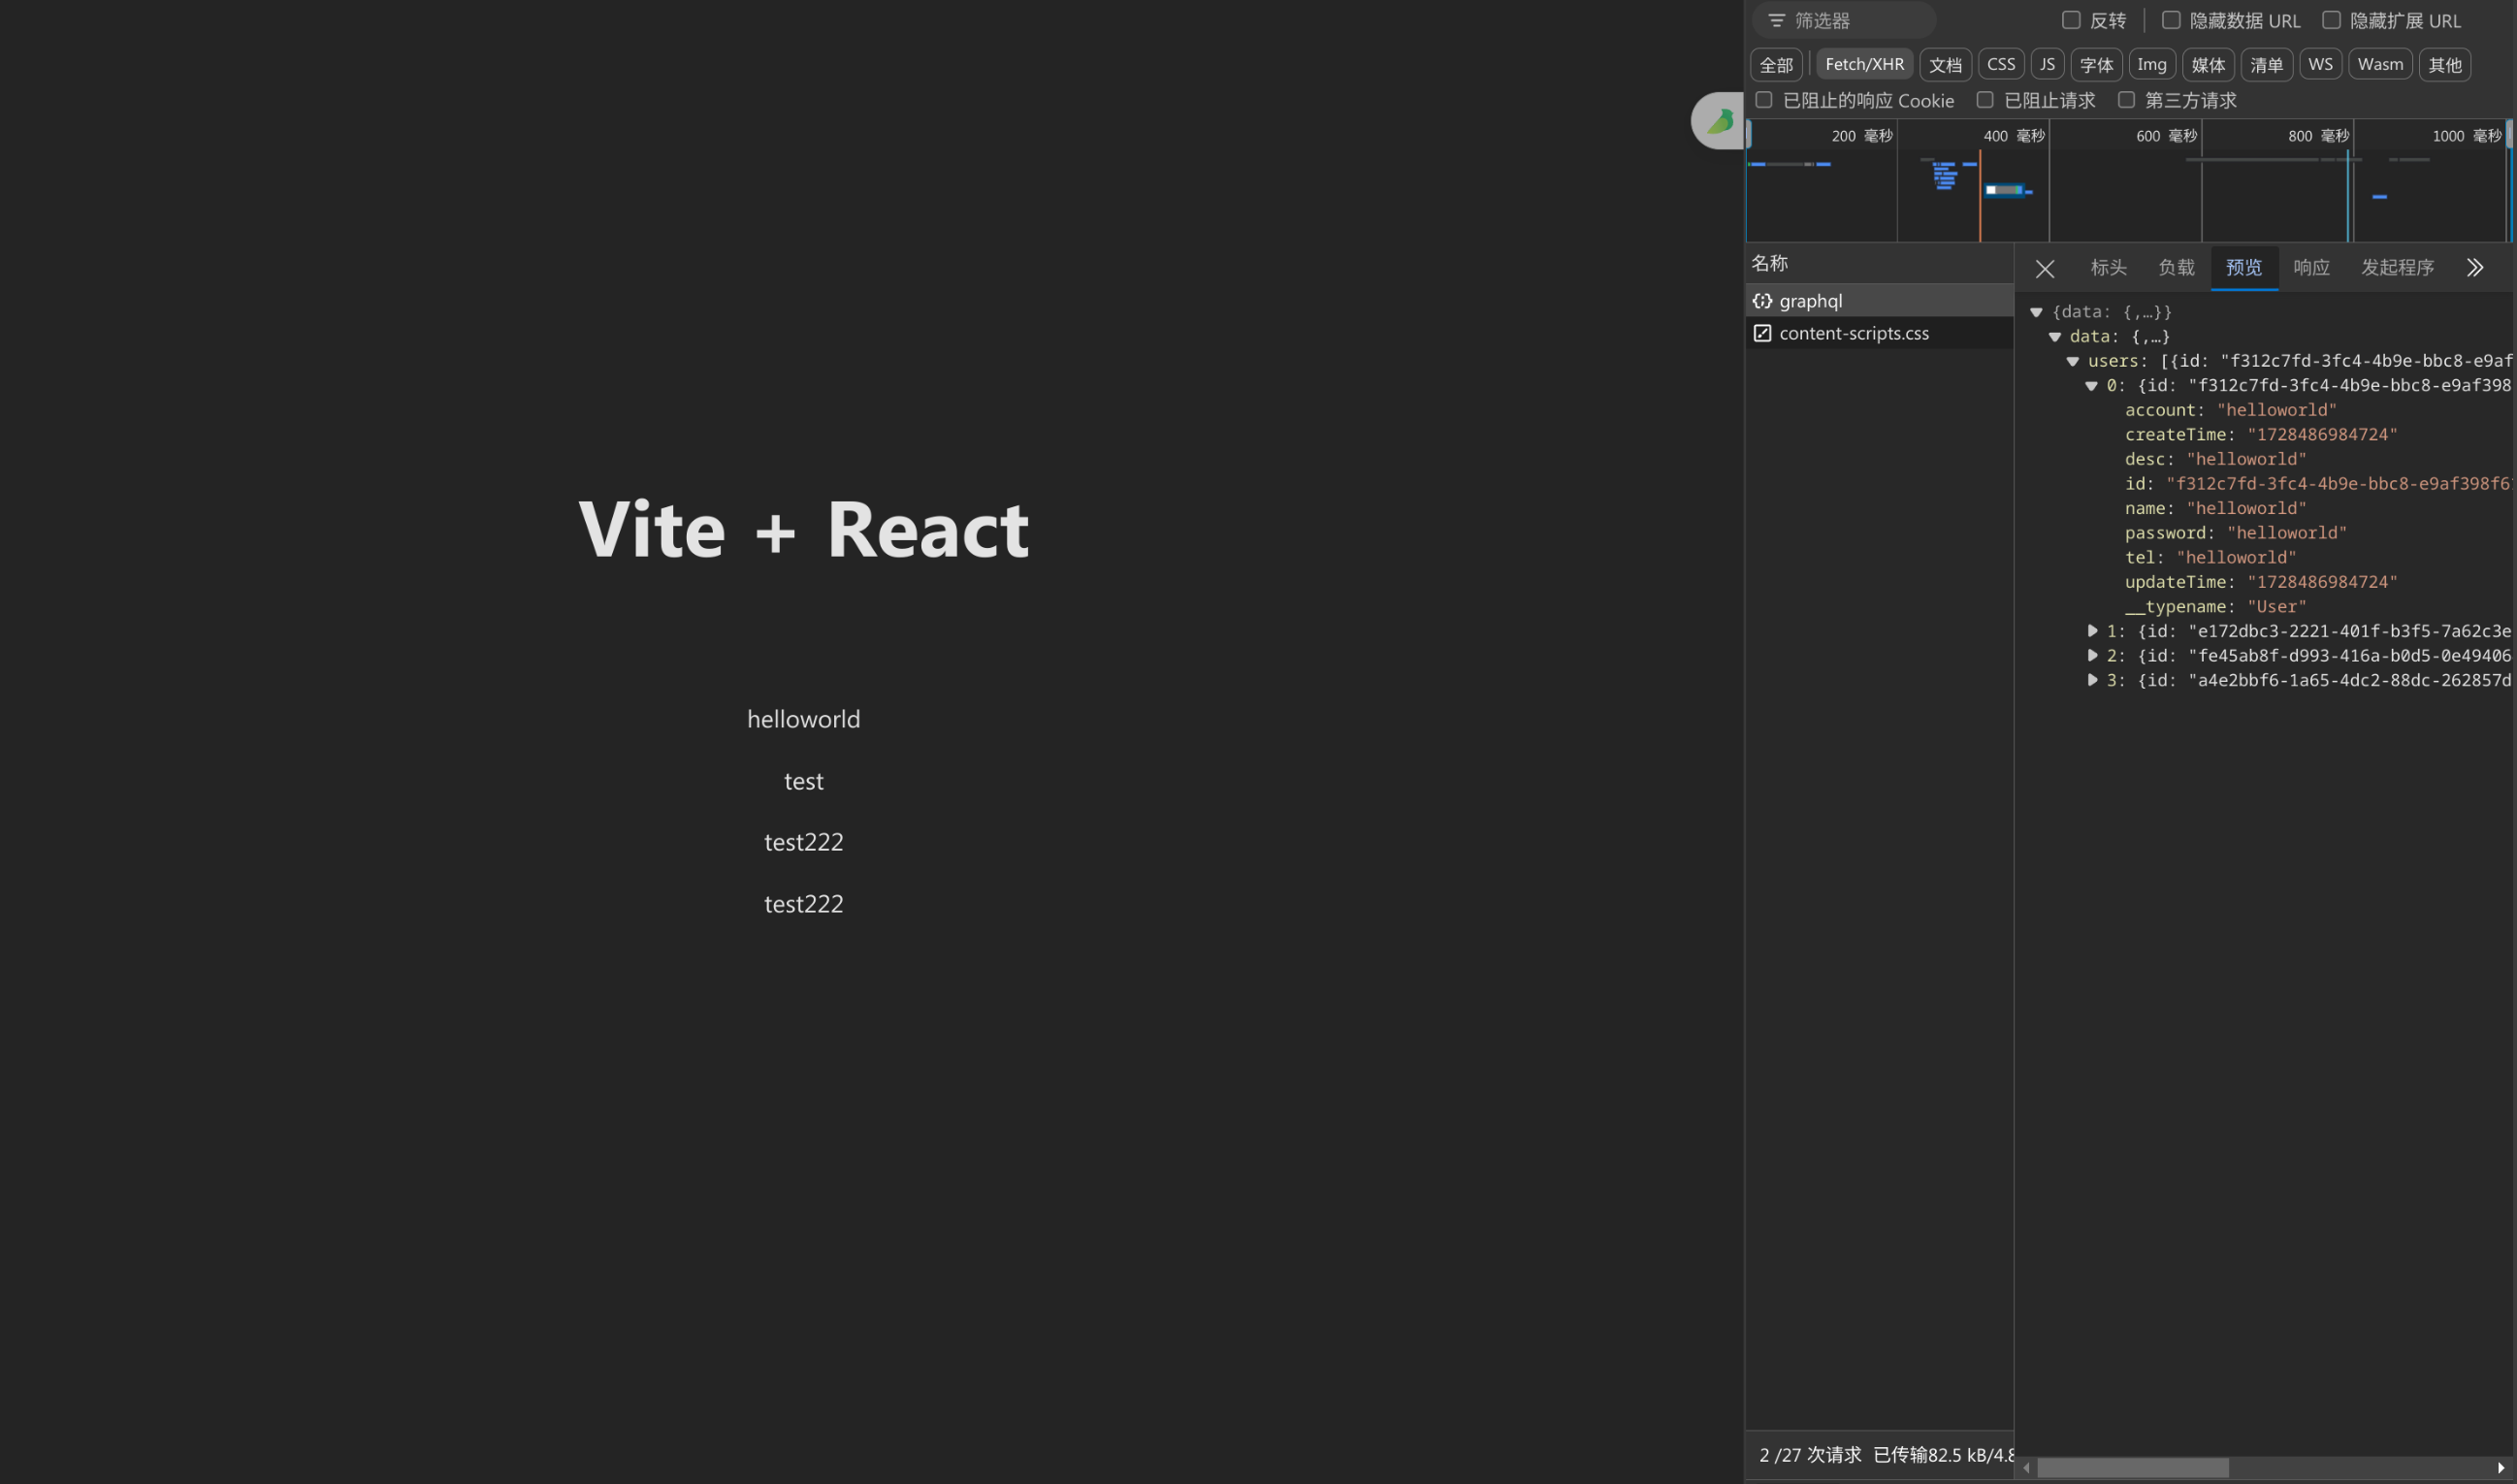 Vite + React
helloworld
test
test222
test222
筛选器 反转 隐藏数据 URL 隐藏扩展 URL
全部 Fetch/XHR 文档 CSS JS 字体 Img 媒体 清单 WS Wasm 其他
已阻止的响应 Cookie 已阻止请求 第三方请求
200 毫秒 400 毫秒 600 毫秒 800 毫秒 1000 毫秒
名称
graphql
content-scripts.css
标头 负载 预览 响应 发起程序
{data: {,…}}
data: {,…}
users: [{id: "f312c7fd-3fc4-4b9e-bbc8-e9af
0: {id: "f312c7fd-3fc4-4b9e-bbc8-e9af398
account: "helloworld"
createTime: "1728486984724"
desc: "helloworld"
id: "f312c7fd-3fc4-4b9e-bbc8-e9af398f6
name: "helloworld"
password: "helloworld"
tel: "helloworld"
updateTime: "1728486984724"
__typename: "User"
1: {id: "e172dbc3-2221-401f-b3f5-7a62c3e
2: {id: "fe45ab8f-d993-416a-b0d5-0e49406
3: {id: "a4e2bbf6-1a65-4dc2-88dc-262857d
2 /27 次请求 已传输82.5 kB/4.8